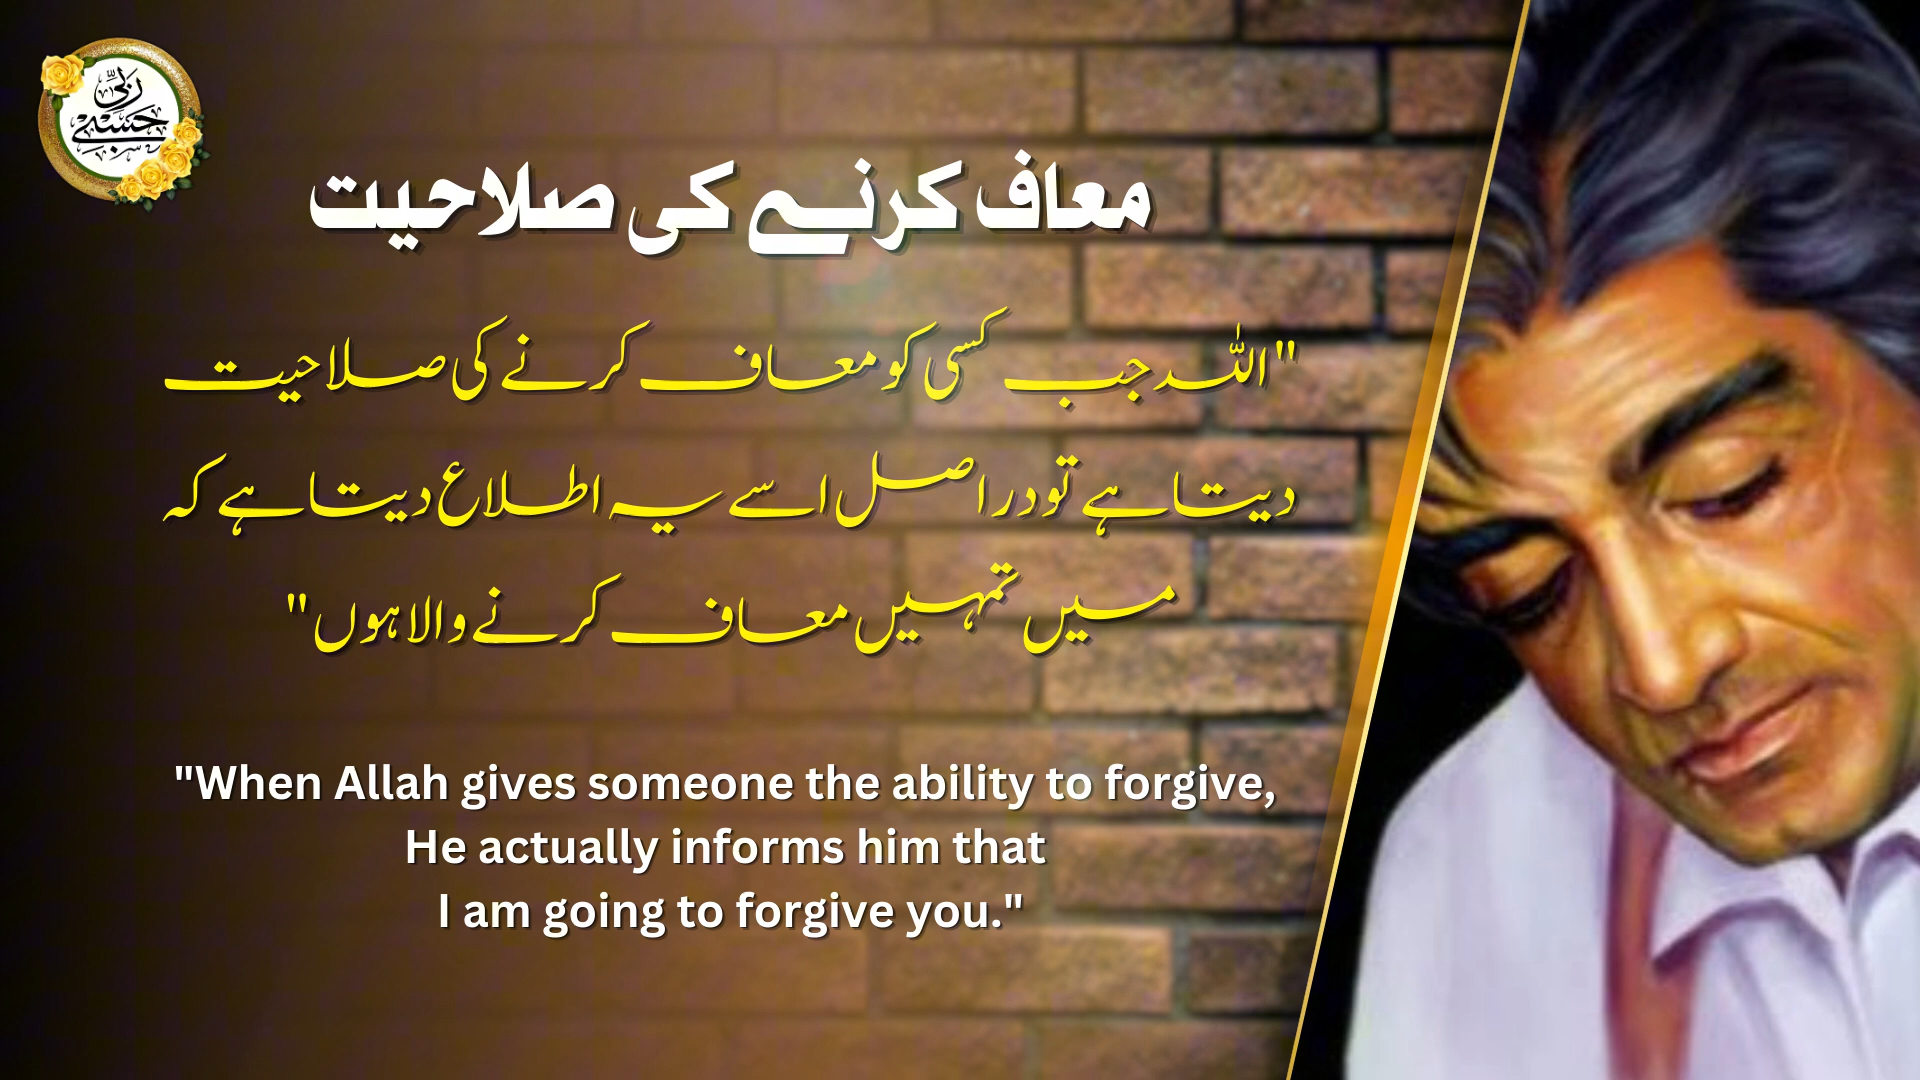 ربی
حسبی
معاف کرنے کی صلاحیت
"اللہ جب کسی کو معاف کرنے کی صلاحیت
دیتا ہے تو دراصل اسے یہ اطلاع دیتا ہے کہ
میں تمہیں معاف کرنے والا ہوں"
"When Allah gives someone the ability to forgive,
He actually informs him that
I am going to forgive you."